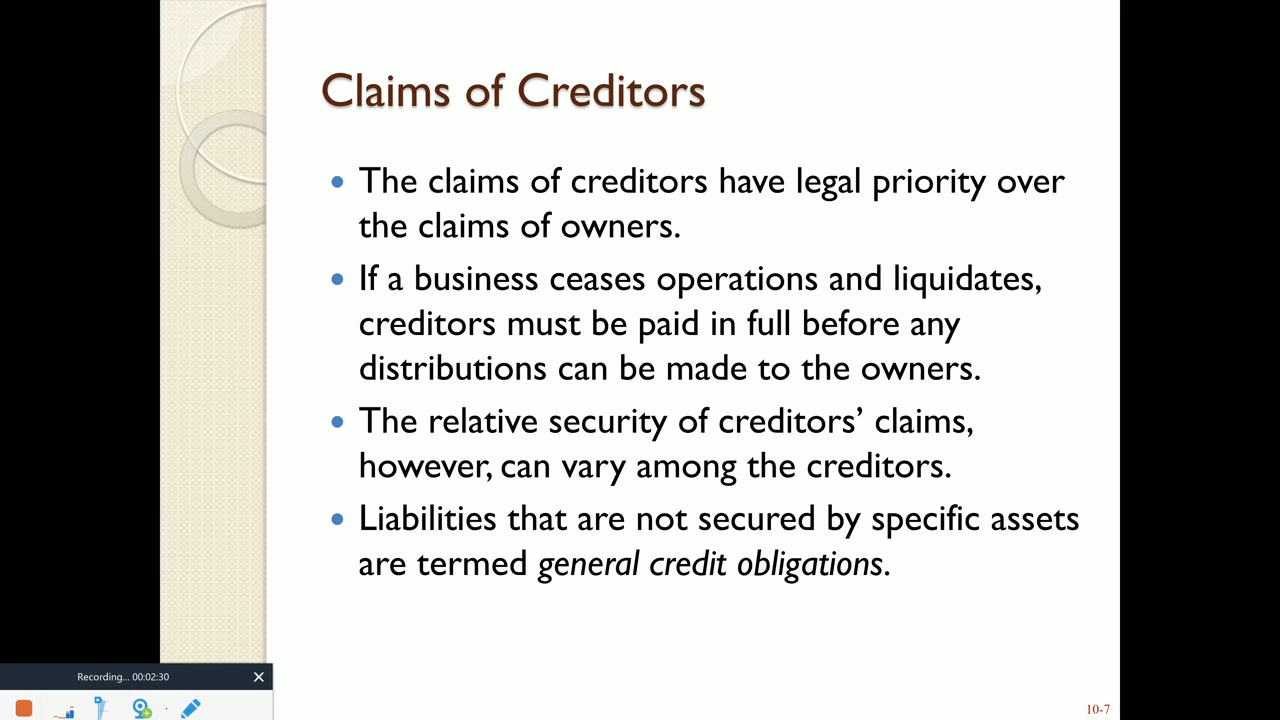 Claims of Creditors
• The claims of creditors have legal priority over
the claims of owners.
• If a business ceases operations and liquidates,
creditors must be paid in full before any
distributions can be made to the owners.
• The relative security of creditors’ claims,
however, can vary among the creditors.
• Liabilities that are not secured by specific assets
are termed general credit obligations.
Recording... 00:02:30
10-7